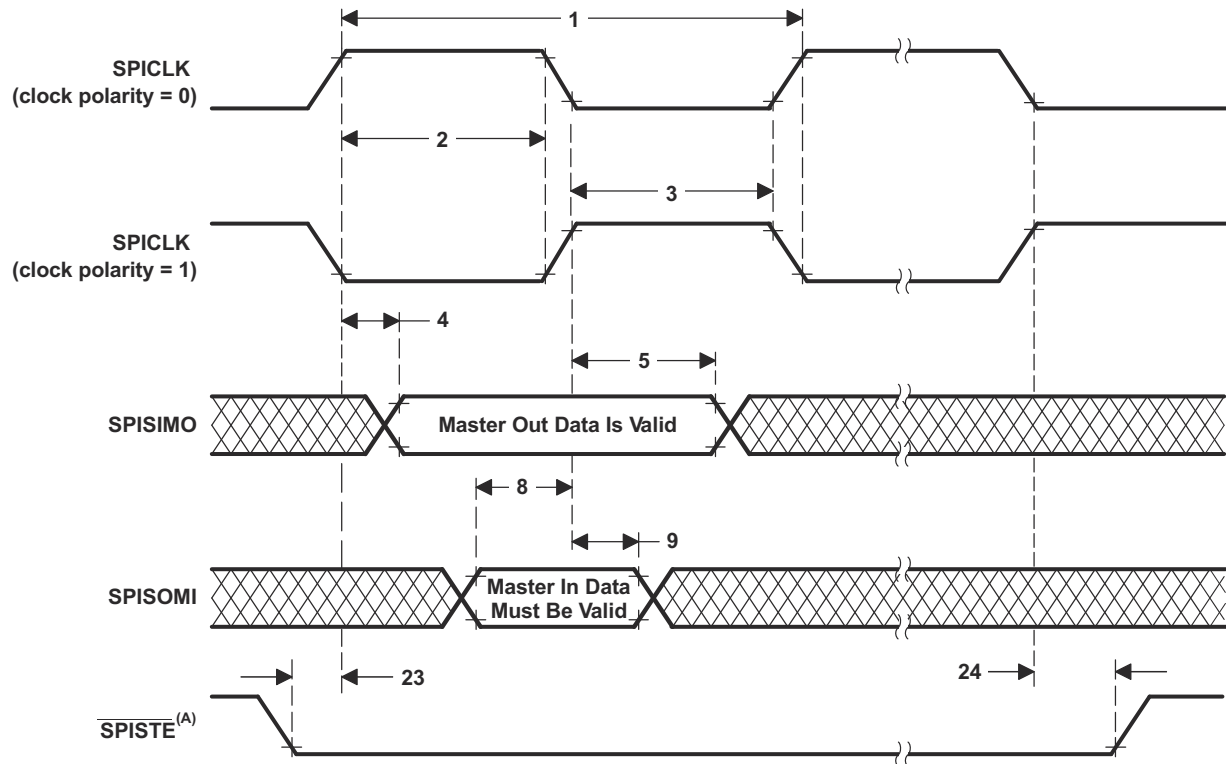 1
SPICLK
(clock polarity = 0)
2
3
SPICLK
(clock polarity = 1)
4
5
SPISIMO
Master Out Data Is Valid
8
9
SPISOMI
Master In Data
Must Be Valid
23
24
SPISTE(A)